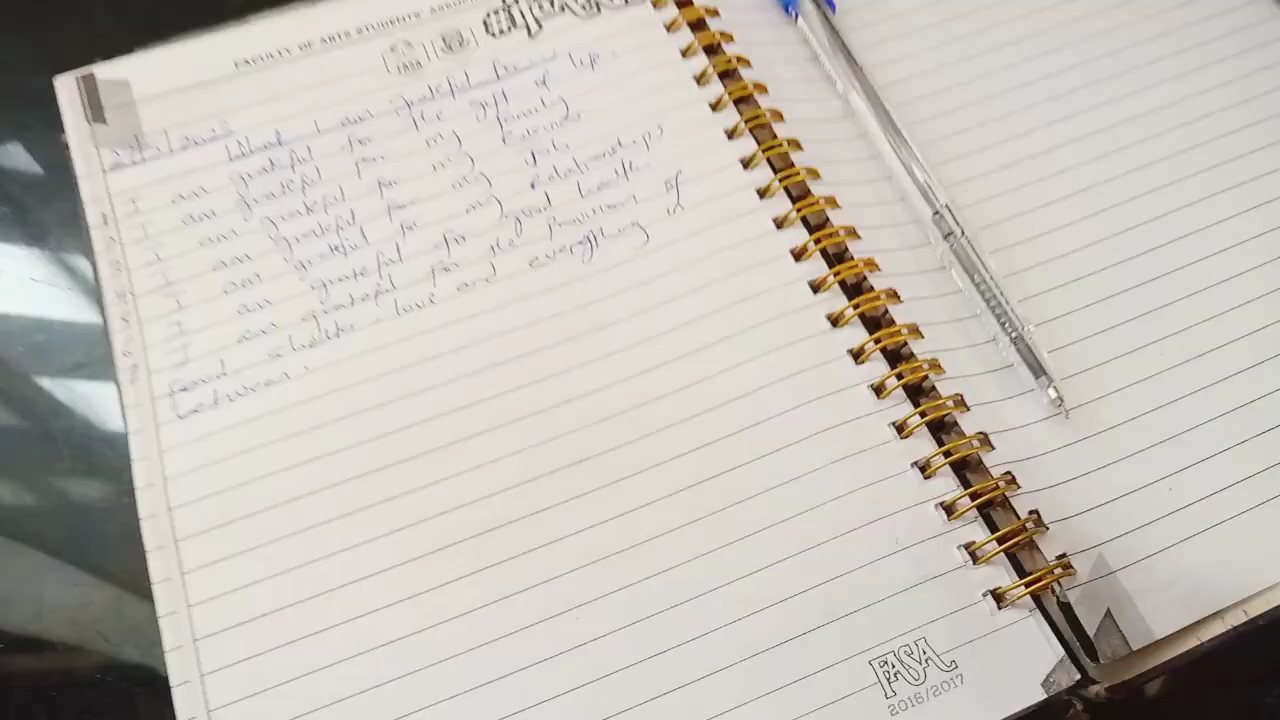 FACULTY OF ARTS STUDENTS'
FASA
What I am grateful for
I am grateful for the gift of life.
I am grateful for my family
I am grateful for my friends
I am grateful for my job
I am grateful for my relationships
I am grateful for good health.
I am grateful for the provision of
food, shelter, love and everything in
between.
FASA
2016/2017